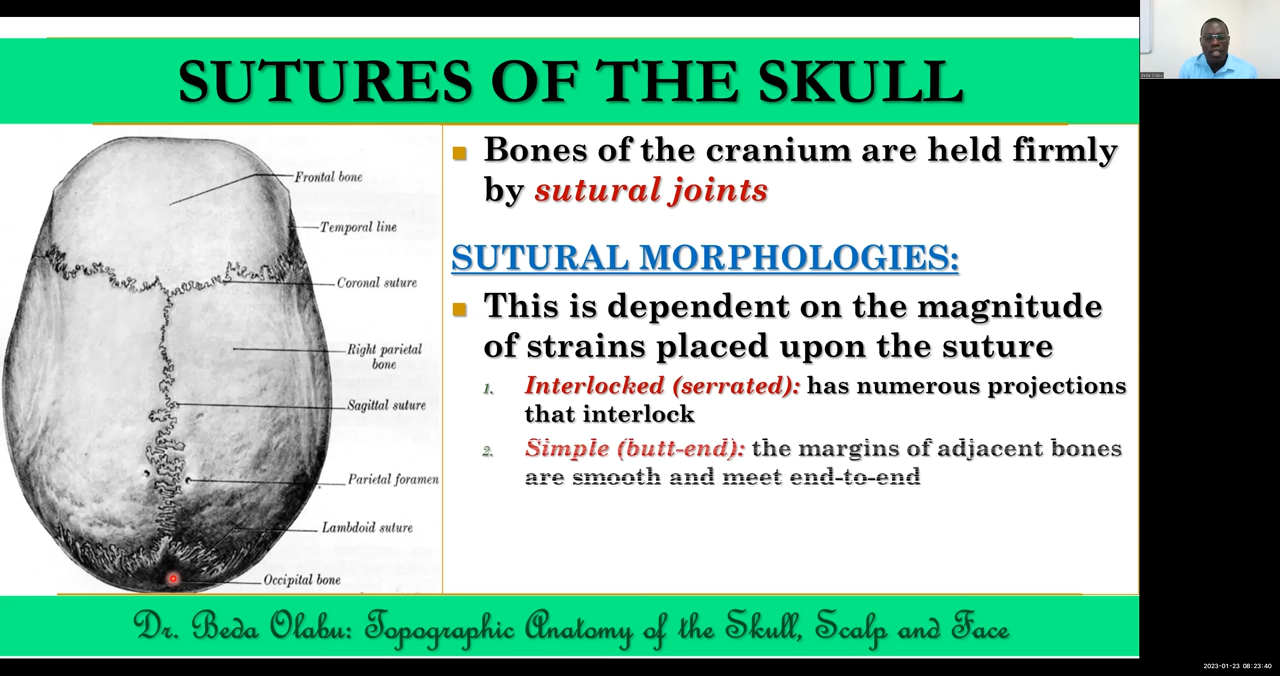 SUTURES OF THE SKULL
Frontal bone
Temporal line
Coronal suture
Right parietal
bone
Sagittal suture
Parietal foramen
Lambdoid suture
Occipital bone
Bones of the cranium are held firmly
by sutural joints
SUTURAL MORPHOLOGIES:
This is dependent on the magnitude
of strains placed upon the suture
1. Interlocked (serrated): has numerous projections
that interlock
2. Simple (butt-end): the margins of adjacent bones
are smooth and meet end-to-end
Dr. Beda Olabu: Topographic Anatomy of the Skull, Scalp and Face
Beda Olabu
2023-01-23 08:23:40